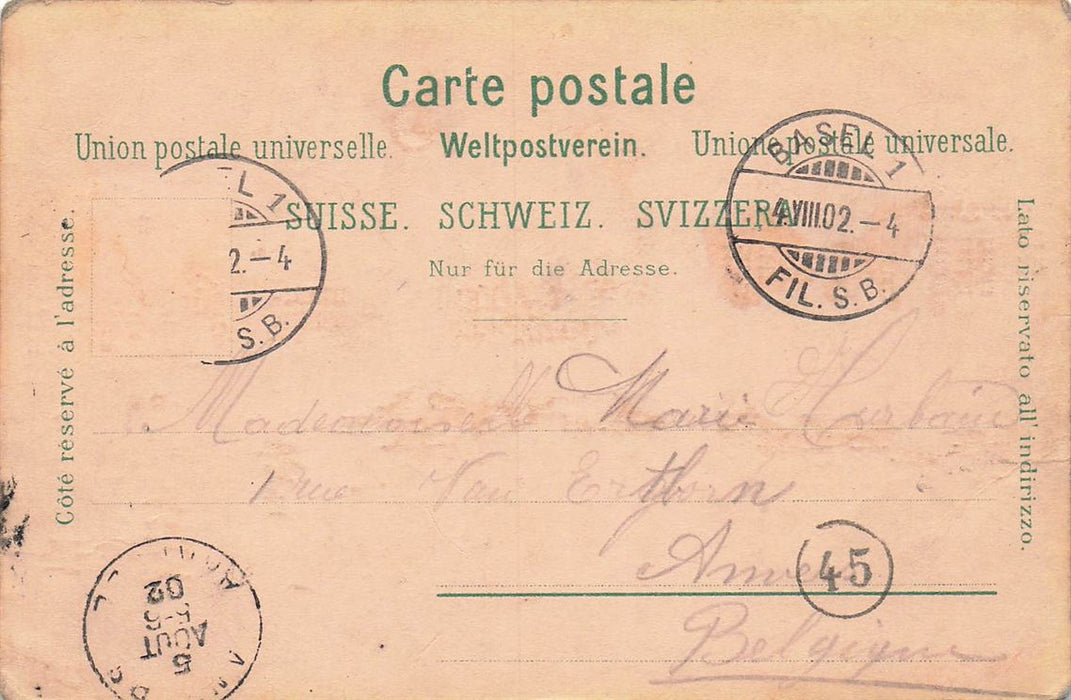 Carte postale
Union postale universelle. Weltpostverein. Unione postale universale.
SUISSE. SCHWEIZ. SVIZZERA.
Nur für die Adresse.
Côté réservé à l'adresse.
Lato riservato all' indirizzo.
EL 1
2.-4
S.B.
BASEL 1
4.VIII.02.-4
FIL. S.B.
Mademoiselle Marie
rue Van Ertborn
Anvers
Belgique
45
5
AOUT
02